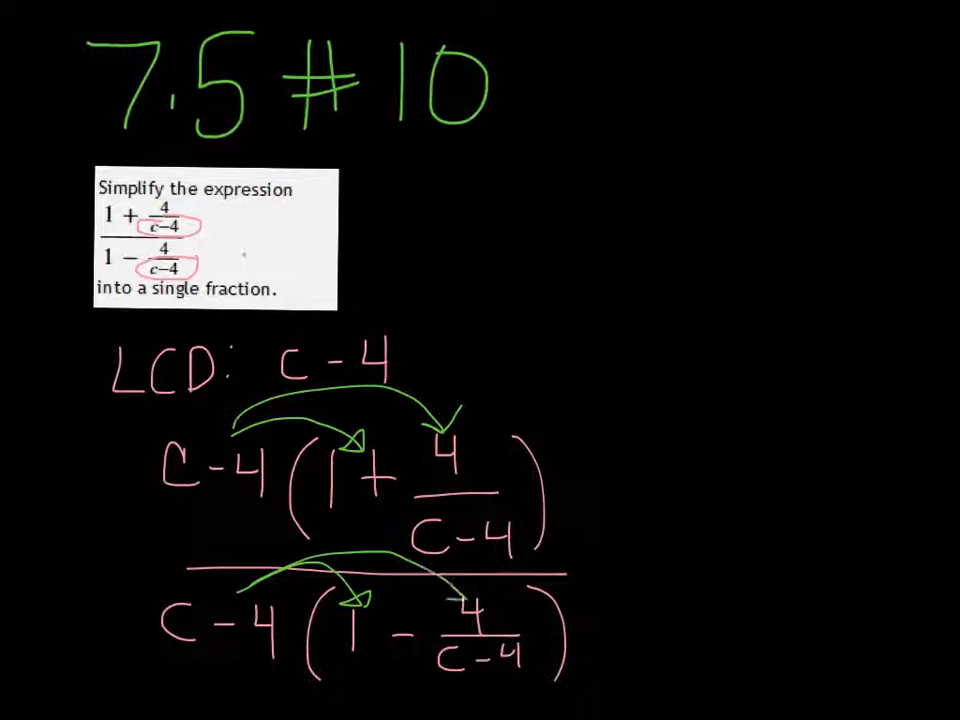 7.5 # 10
Simplify the expression
1 + 4/(c−4)
1 − 4/(c−4)
into a single fraction.
LCD: c - 4
c - 4 ( 1 + 4/(c - 4) )
c - 4 ( 1 - 4/(c - 4) )